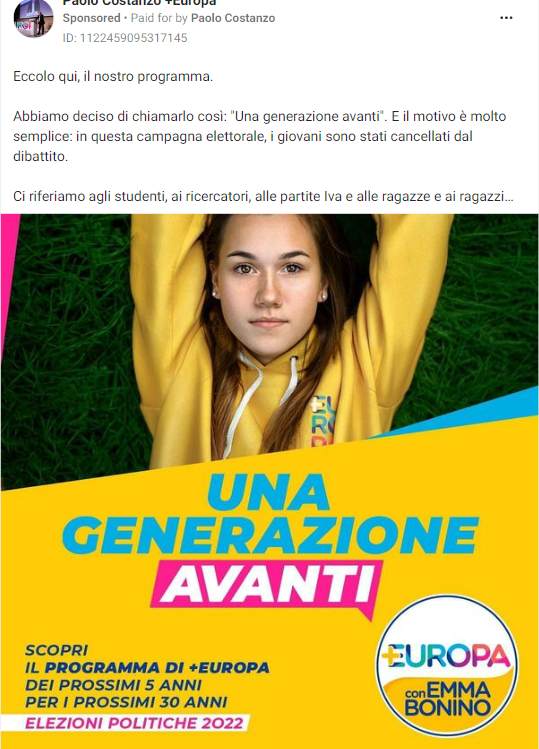 Paolo Costanzo +Europa
Sponsored • Paid for by Paolo Costanzo
ID: 1122459095317145
Eccolo qui, il nostro programma.
Abbiamo deciso di chiamarlo così: "Una generazione avanti". E il motivo è molto
semplice: in questa campagna elettorale, i giovani sono stati cancellati dal
dibattito.
Ci riferiamo agli studenti, ai ricercatori, alle partite Iva e alle ragazze e ai ragazzi...
+EU
RO
UNA
GENERAZIONE
AVANTI
SCOPRI
IL PROGRAMMA DI +EUROPA
DEI PROSSIMI 5 ANNI
PER I PROSSIMI 30 ANNI
ELEZIONI POLITICHE 2022
+EUROPA
con EMMA
BONINO